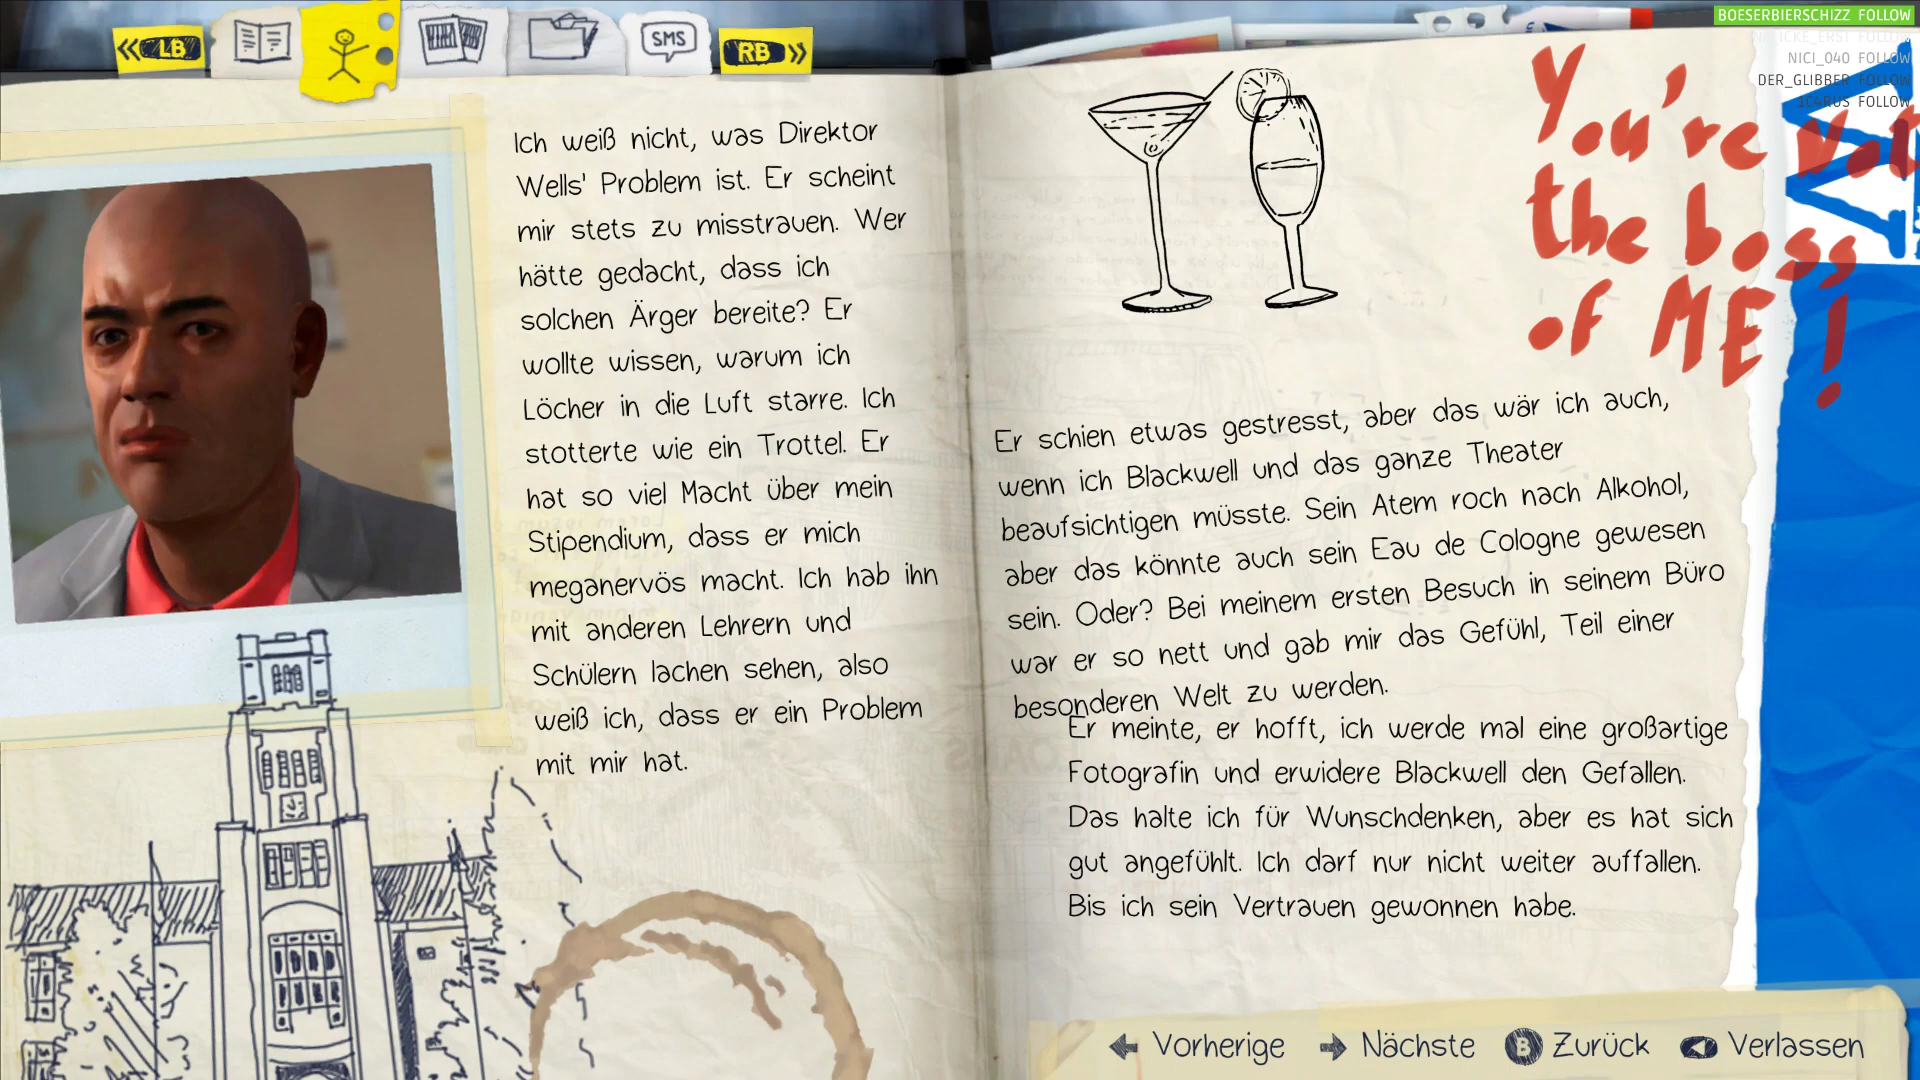 LB
SMS
RB
BOESERBIERSCHIZZ FOLLOW
NICI_040 FOLLOW
DER_GLIBBER FOLLOW
1C4RUS FOLLOW
Ich weiß nicht, was Direktor
Wells' Problem ist. Er scheint
mir stets zu misstrauen. Wer
hätte gedacht, dass ich
solchen Ärger bereite? Er
wollte wissen, warum ich
Löcher in die Luft starre. Ich
stotterte wie ein Trottel. Er
hat so viel Macht über mein
Stipendium, dass er mich
meganervös macht. Ich hab ihn
mit anderen Lehrern und
Schülern lachen sehen, also
weiß ich, dass er ein Problem
mit mir hat.
You're not
the boss
of ME!
Er schien etwas gestresst, aber das wär ich auch,
wenn ich Blackwell und das ganze Theater
beaufsichtigen müsste. Sein Atem roch nach Alkohol,
aber das könnte auch sein Eau de Cologne gewesen
sein. Oder? Bei meinem ersten Besuch in seinem Büro
war er so nett und gab mir das Gefühl, Teil einer
besonderen Welt zu werden.
Er meinte, er hofft, ich werde mal eine großartige
Fotografin und erwidere Blackwell den Gefallen.
Das halte ich für Wunschdenken, aber es hat sich
gut angefühlt. Ich darf nur nicht weiter auffallen.
Bis ich sein Vertrauen gewonnen habe.
Vorherige Nächste B Zurück Verlassen